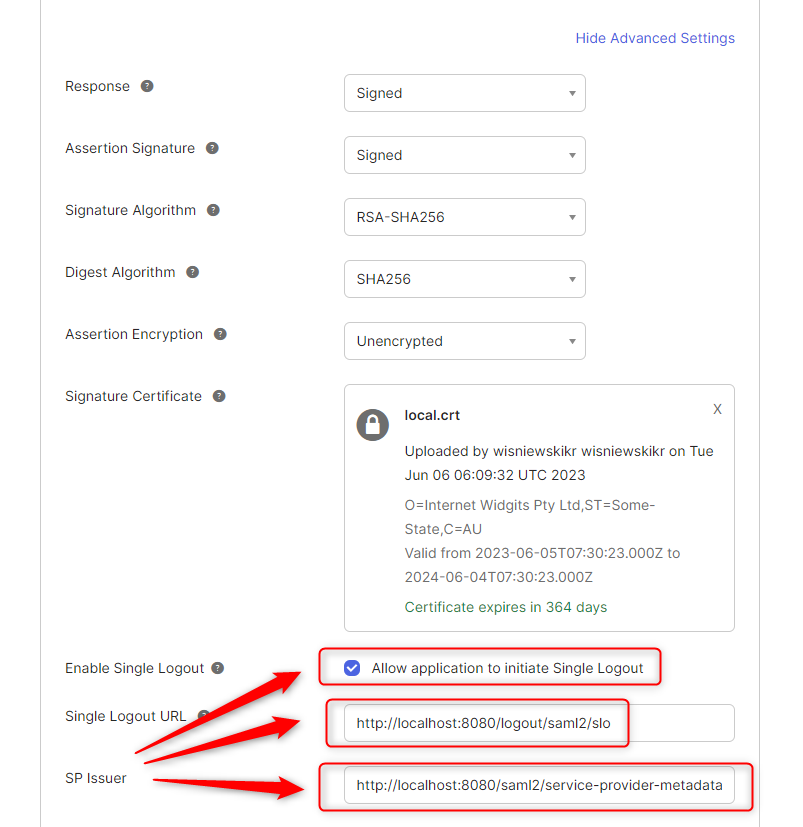 Hide Advanced Settings
Response ?
Signed
Assertion Signature ?
Signed
Signature Algorithm ?
RSA-SHA256
Digest Algorithm ?
SHA256
Assertion Encryption ?
Unencrypted
Signature Certificate ?
local.crt X
Uploaded by wisniewskikr wisniewskikr on Tue
Jun 06 06:09:32 UTC 2023
O=Internet Widgits Pty Ltd,ST=Some-
State,C=AU
Valid from 2023-06-05T07:30:23.000Z to
2024-06-04T07:30:23.000Z
Certificate expires in 364 days
Enable Single Logout ?
Allow application to initiate Single Logout
Single Logout URL ?
http://localhost:8080/logout/saml2/slo
SP Issuer
http://localhost:8080/saml2/service-provider-metadata